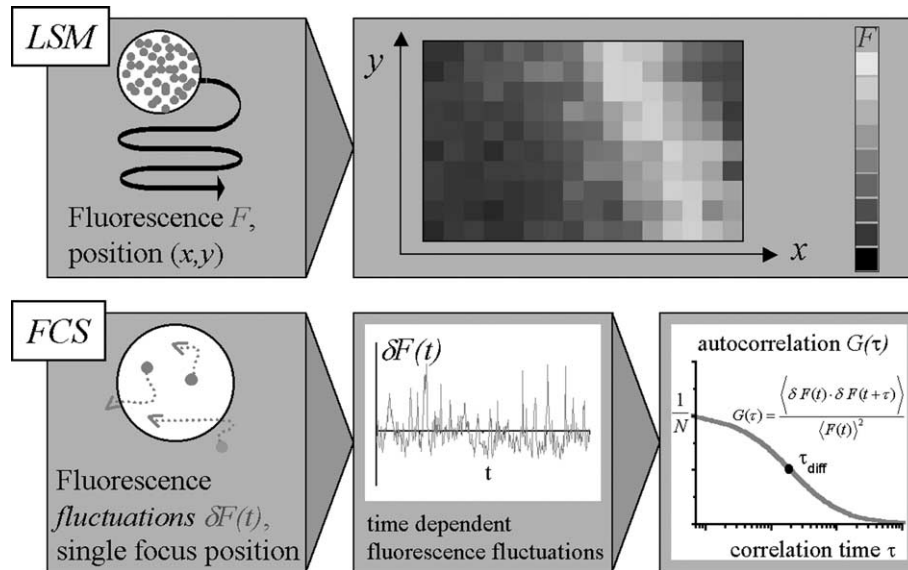 LSM
Fluorescence F,
position (x,y)
y
x
F
FCS
Fluorescence
fluctuations δF(t),
single focus position
δF(t)
t
time dependent
fluorescence fluctuations
autocorrelation G(τ)
1/N
G(τ) = ⟨δF(t)·δF(t+τ)⟩ / ⟨F(t)⟩²
τdiff
correlation time τ